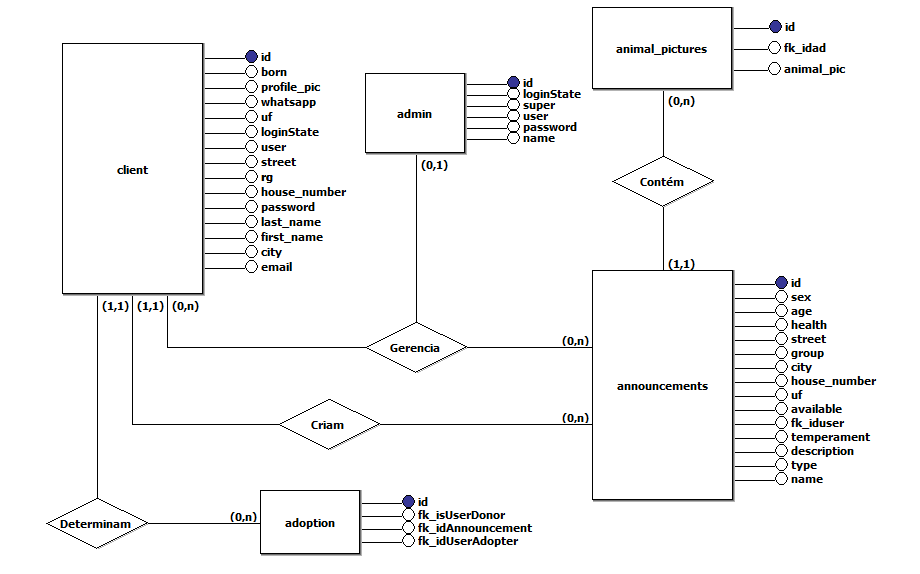 client
id
born
profile_pic
whatsapp
uf
loginState
user
street
rg
house_number
password
last_name
first_name
city
email
admin
id
loginState
super
user
password
name
(0,1)
animal_pictures
id
fk_idad
animal_pic
(0,n)
Contém
(1,1)
(1,1)
(1,1)
(0,n)
Gerencia
(0,n)
Criam
(0,n)
announcements
id
sex
age
health
street
group
city
house_number
uf
available
fk_iduser
temperament
description
type
name
Determinam
(0,n)
adoption
id
fk_isUserDonor
fk_idAnnouncement
fk_idUserAdopter